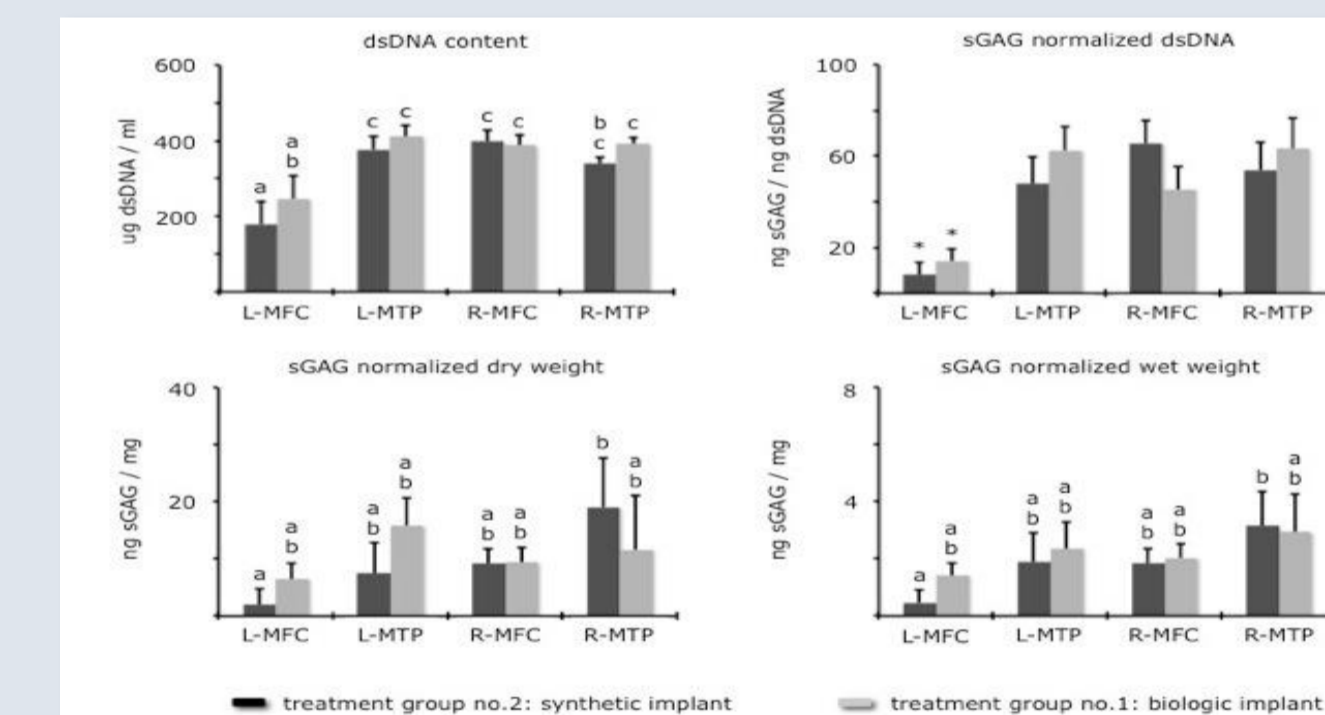 dsDNA content
600
400
200
ug dsDNA / ml
a
a
b
c
c
c
c
b
c
c
L-MFC L-MTP R-MFC R-MTP
sGAG normalized dsDNA
100
60
20
ng sGAG / ng dsDNA
* *
L-MFC L-MTP R-MFC R-MTP
sGAG normalized dry weight
40
20
ng sGAG / mg
a
a
b
a
b
a
b
a
b
a
b
b
a
b
L-MFC L-MTP R-MFC R-MTP
sGAG normalized wet weight
8
4
ng sGAG / mg
a
a
b
a
b
a
b
a
b
a
b
b
a
b
L-MFC L-MTP R-MFC R-MTP
treatment group no.2: synthetic implant
treatment group no.1: biologic implant